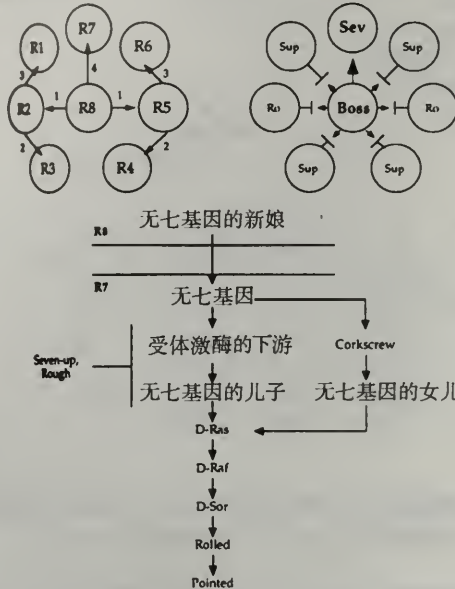 R7
R1 R6
3 4 3
R2 1 R8 1 R5
2 2
R3 R4
Sev
Sup Sup
Ro Boss Ro
Sup Sup
无七基因的新娘
R8
R7
无七基因
受体激酶的下游 Corkscrew
Seven-up,
Rough
无七基因的儿子 无七基因的女儿
D-Ras
D-Raf
D-Sor
Rolled
Pointed